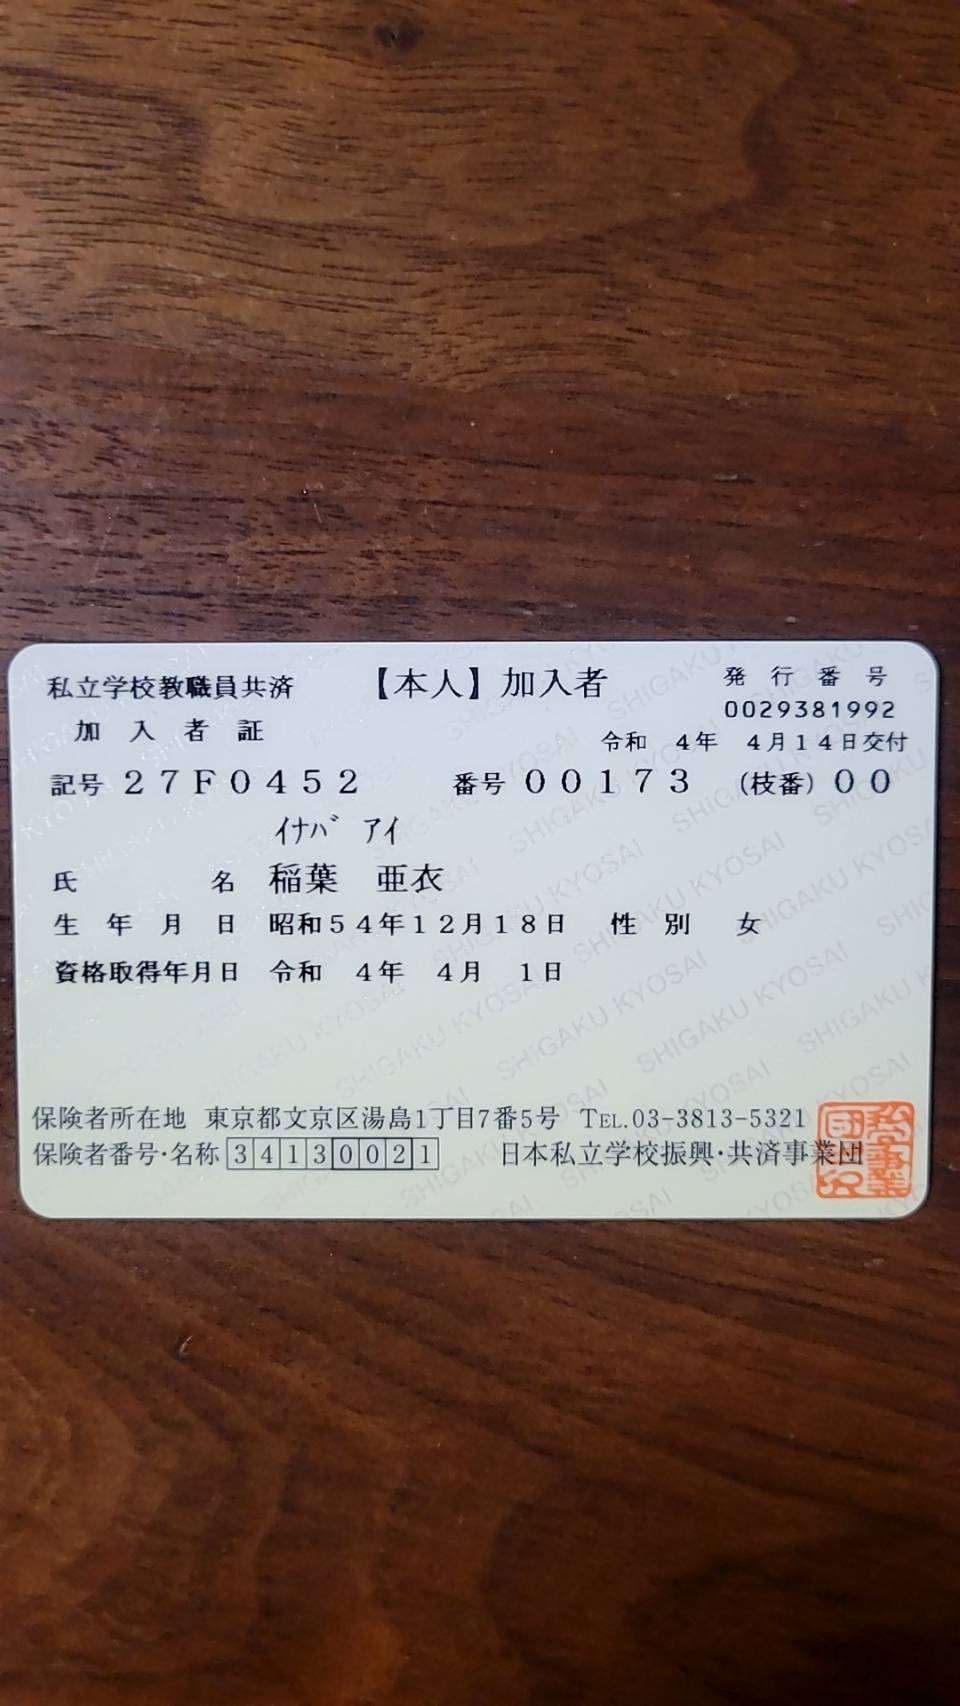 私立学校教職員共済
加入者証
【本人】加入者
発行番号
0029381992
令和 4年 4月14日交付
記号 27F0452 番号 00173 (枝番) 00
ｲﾅﾊﾞ ｱｲ
氏名 稲葉 亜衣
生年月日 昭和54年12月18日 性別 女
資格取得年月日 令和 4年 4月 1日
保険者所在地 東京都文京区湯島1丁目7番5号 TEL.03-3813-5321
保険者番号・名称 34130021 日本私立学校振興・共済事業団
SHIGAKU KYOSAI